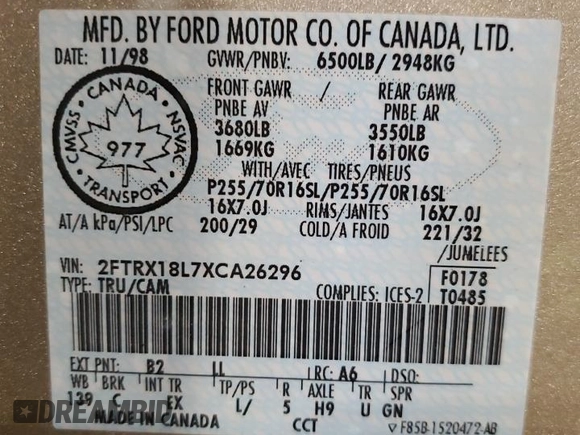 MFD. BY FORD MOTOR CO. OF CANADA, LTD.
DATE: 11/98 GVWR/PNBV: 6500LB/ 2948KG
FRONT GAWR / REAR GAWR
PNBE AV PNBE AR
3680LB 3550LB
1669KG 1610KG
WITH/AVEC TIRES/PNEUS
P255/70R16SL/P255/70R16SL
16X7.0J RIMS/JANTES 16X7.0J
AT/A kPa/PSI/LPC 200/29 COLD/A FROID 221/32
CANADA
CMVSS 977 NSVAC
TRANSPORT
/JUMELEES
VIN: 2FTRX18L7XCA26296 F0178
TYPE: TRU/CAM COMPLIES: ICES-2 T0485
EXT PNT: B2 LL RC: A6 DSO:
WB BRK INT TR TP/PS R AXLE TR SPR
139 C EX L/ 5 H9 U GN
MADE IN CANADA CCT F85B-1520472-AB
DREAMBID